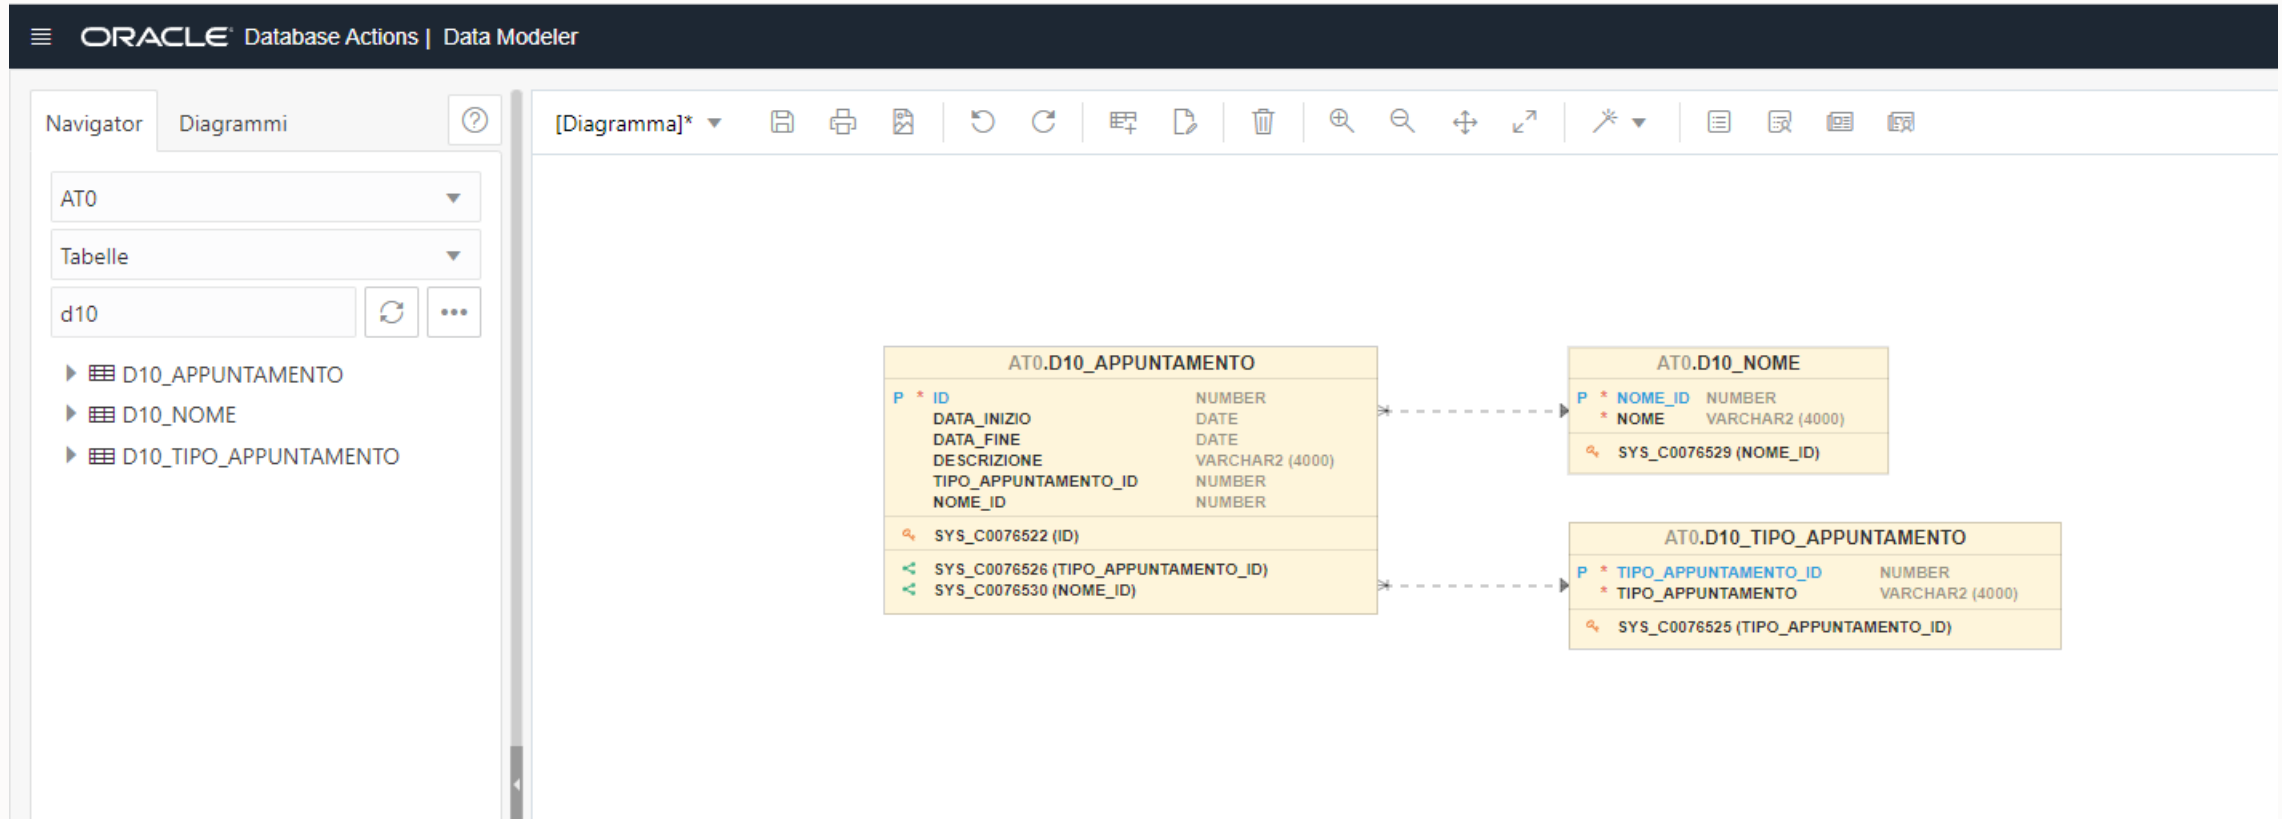 ORACLE Database Actions | Data Modeler
Navigator
Diagrammi
AT0
Tabelle
d10
D10_APPUNTAMENTO
D10_NOME
D10_TIPO_APPUNTAMENTO
[Diagramma]*
AT0.D10_APPUNTAMENTO
P * ID NUMBER
DATA_INIZIO DATE
DATA_FINE DATE
DESCRIZIONE VARCHAR2 (4000)
TIPO_APPUNTAMENTO_ID NUMBER
NOME_ID NUMBER
SYS_C0076522 (ID)
SYS_C0076526 (TIPO_APPUNTAMENTO_ID)
SYS_C0076530 (NOME_ID)
AT0.D10_NOME
P * NOME_ID NUMBER
* NOME VARCHAR2 (4000)
SYS_C0076529 (NOME_ID)
AT0.D10_TIPO_APPUNTAMENTO
P * TIPO_APPUNTAMENTO_ID NUMBER
* TIPO_APPUNTAMENTO VARCHAR2 (4000)
SYS_C0076525 (TIPO_APPUNTAMENTO_ID)